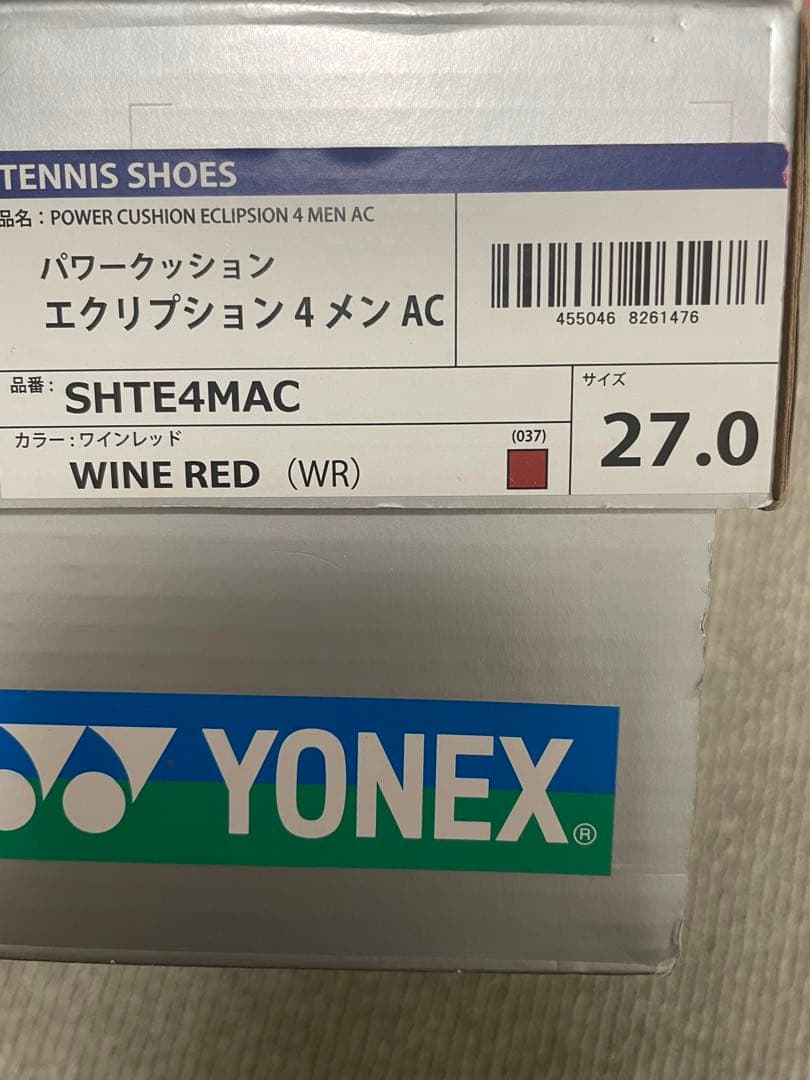 TENNIS SHOES
品名：POWER CUSHION ECLIPSION 4 MEN AC
パワークッション
エクリプション 4 メン AC
455046 8261476
品番：SHTE4MAC
サイズ
27.0
カラー：ワインレッド
(037)
WINE RED （WR）
YONEX®